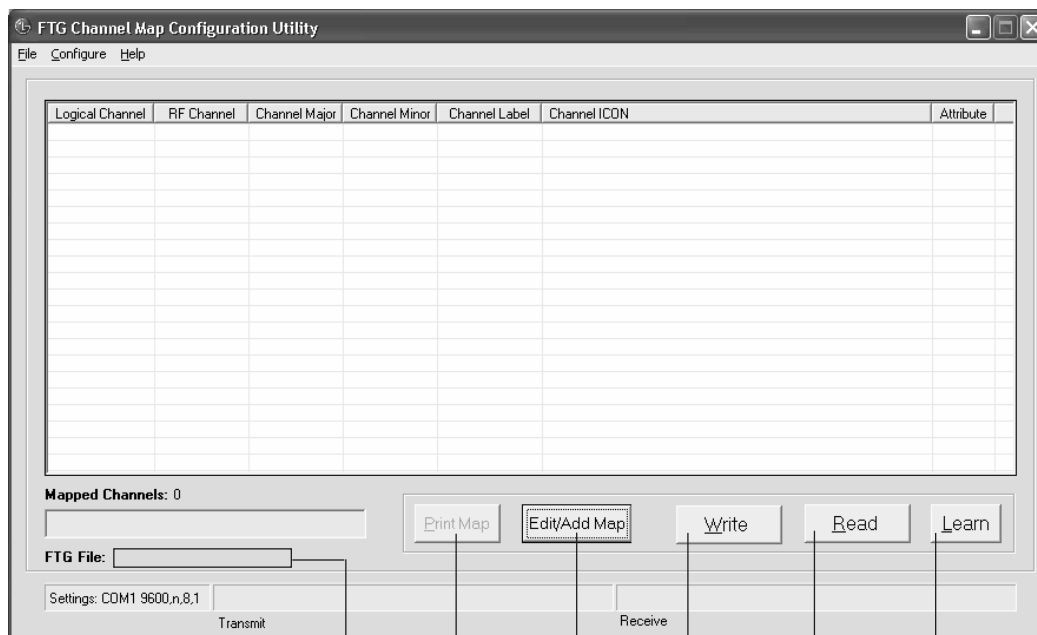 FTG Channel Map Configuration Utility
File Configure Help
Logical Channel RF Channel Channel Major Channel Minor Channel Label Channel ICON Attribute
Mapped Channels: 0
Print Map Edit/Add Map Write Read Learn
FTG File:
Settings: COM1 9600,n,8,1
Transmit Receive